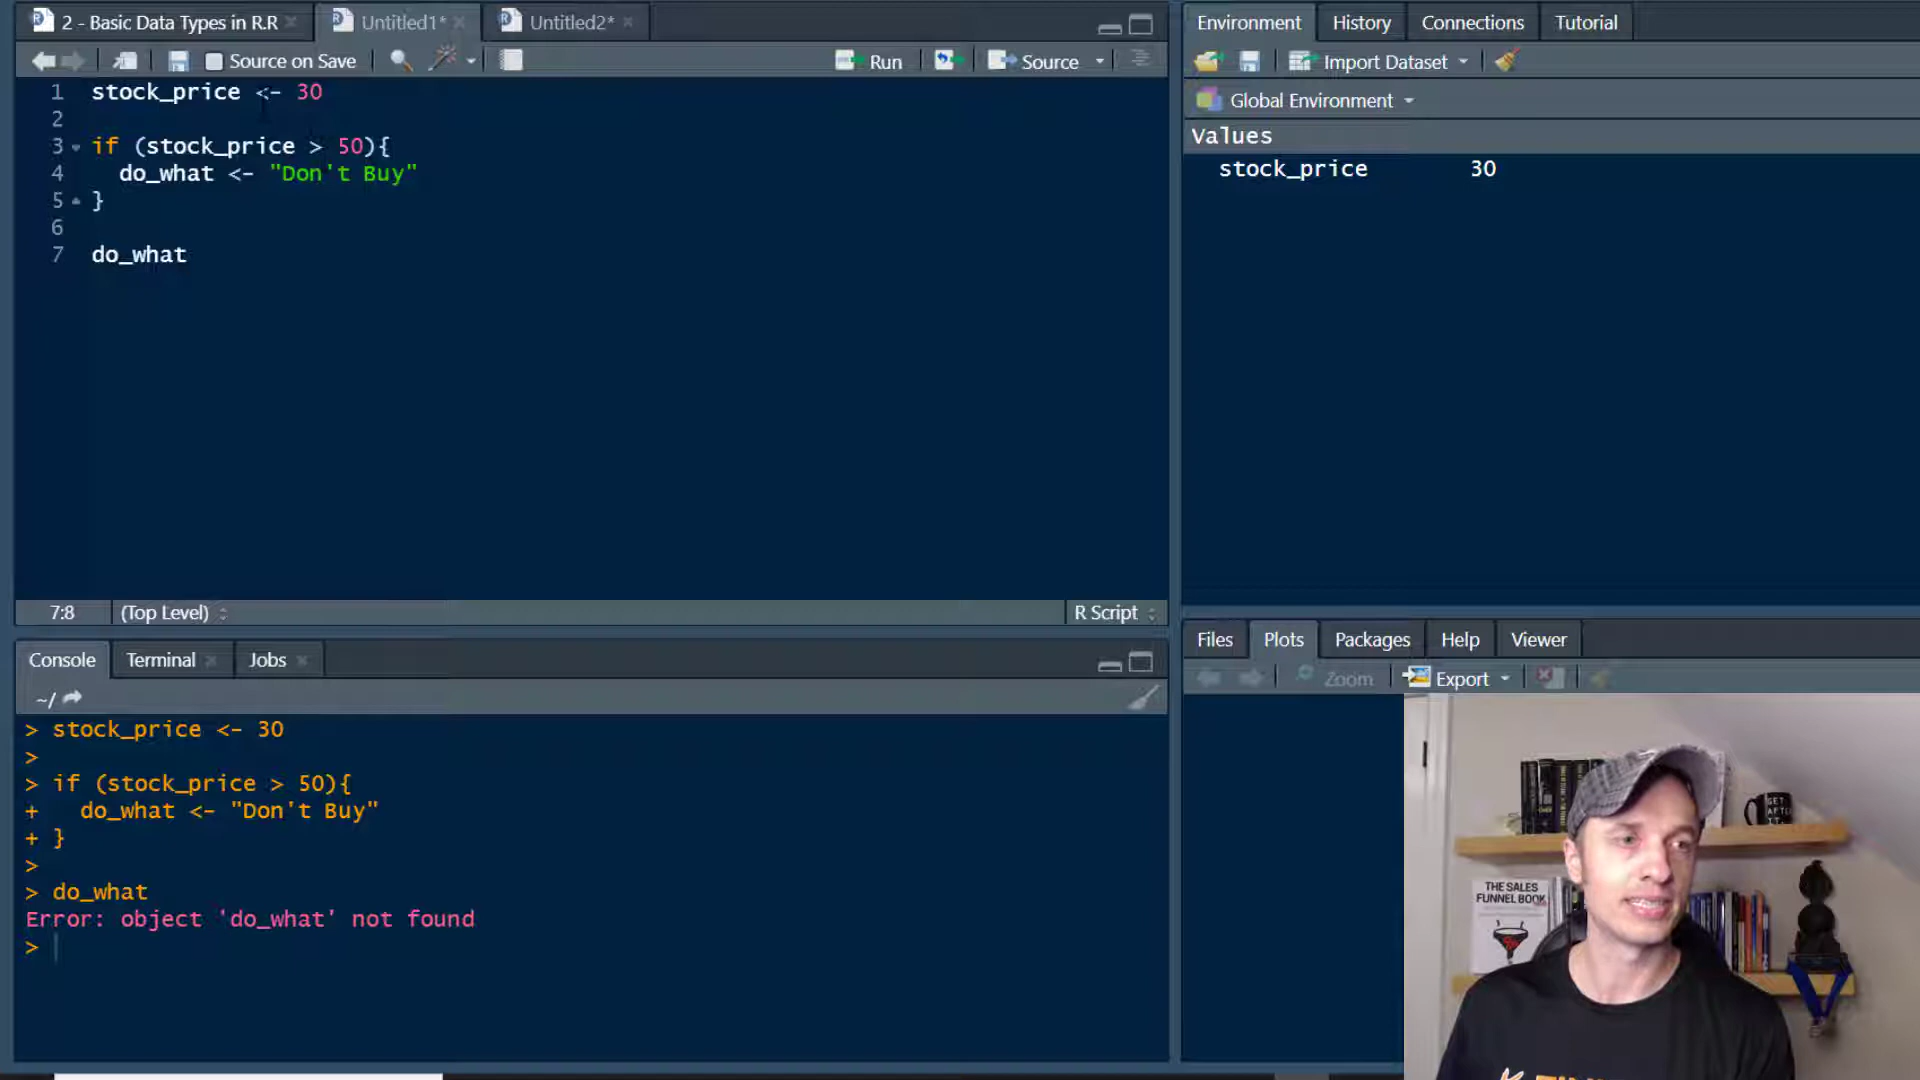 2 - Basic Data Types in R.R
Untitled1*
Untitled2*
Source on Save
Run
Source
1 stock_price <- 30
2
3 if (stock_price > 50){
4 do_what <- "Don't Buy"
5 }
6
7 do_what
7:8 (Top Level) R Script
Console Terminal Jobs
~/
> stock_price <- 30
>
> if (stock_price > 50){
+ do_what <- "Don't Buy"
+ }
>
> do_what
Error: object 'do_what' not found
>
Environment History Connections Tutorial
Import Dataset
Global Environment
Values
stock_price 30
Files Plots Packages Help Viewer
Zoom Export
GET
AFTER
IT
THE SALES
FUNNEL BOOK